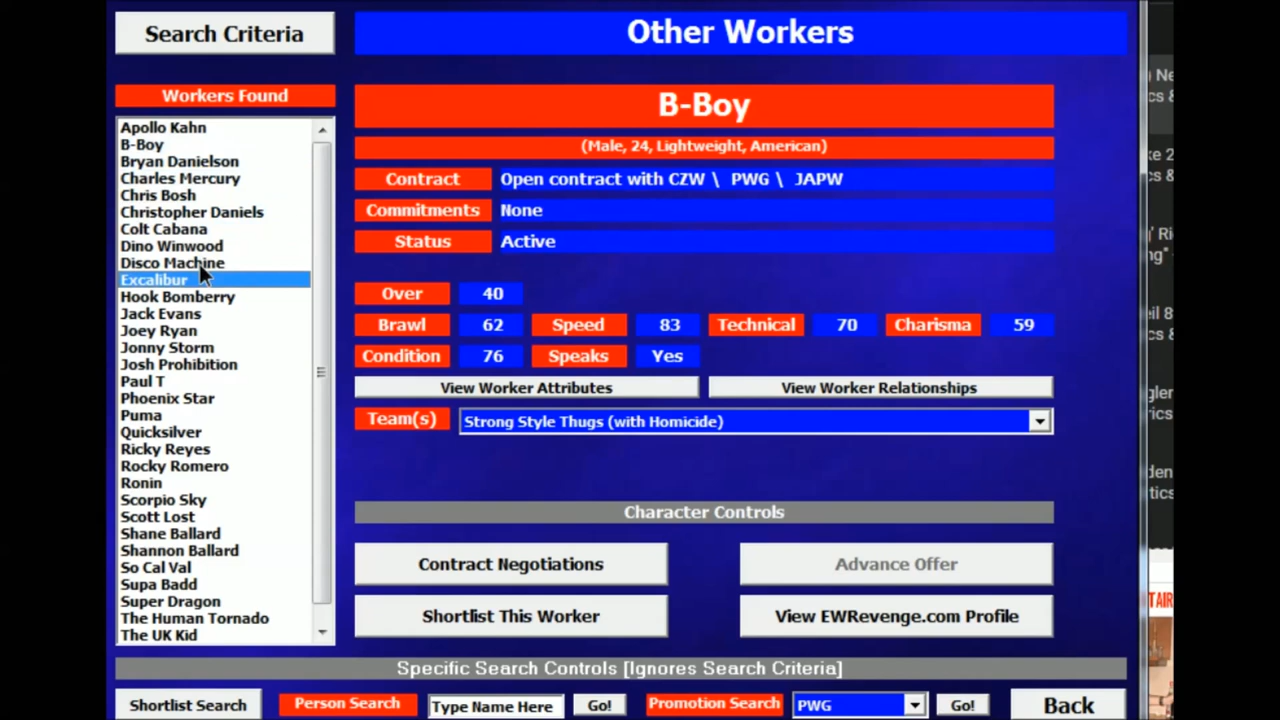 Search Criteria
Other Workers
Workers Found
Apollo Kahn
B-Boy
Bryan Danielson
Charles Mercury
Chris Bosh
Christopher Daniels
Colt Cabana
Dino Winwood
Disco Machine
Excalibur
Hook Bomberry
Jack Evans
Joey Ryan
Jonny Storm
Josh Prohibition
Paul T
Phoenix Star
Puma
Quicksilver
Ricky Reyes
Rocky Romero
Ronin
Scorpio Sky
Scott Lost
Shane Ballard
Shannon Ballard
So Cal Val
Supa Badd
Super Dragon
The Human Tornado
The UK Kid
B-Boy
(Male, 24, Lightweight, American)
Contract Open contract with CZW \ PWG \ JAPW
Commitments None
Status Active
Over 40
Brawl 62 Speed 83 Technical 70 Charisma 59
Condition 76 Speaks Yes
View Worker Attributes View Worker Relationships
Team(s) Strong Style Thugs (with Homicide)
Character Controls
Contract Negotiations Advance Offer
Shortlist This Worker View EWRevenge.com Profile
Specific Search Controls [Ignores Search Criteria]
Shortlist Search Person Search Type Name Here Go! Promotion Search PWG Go! Back